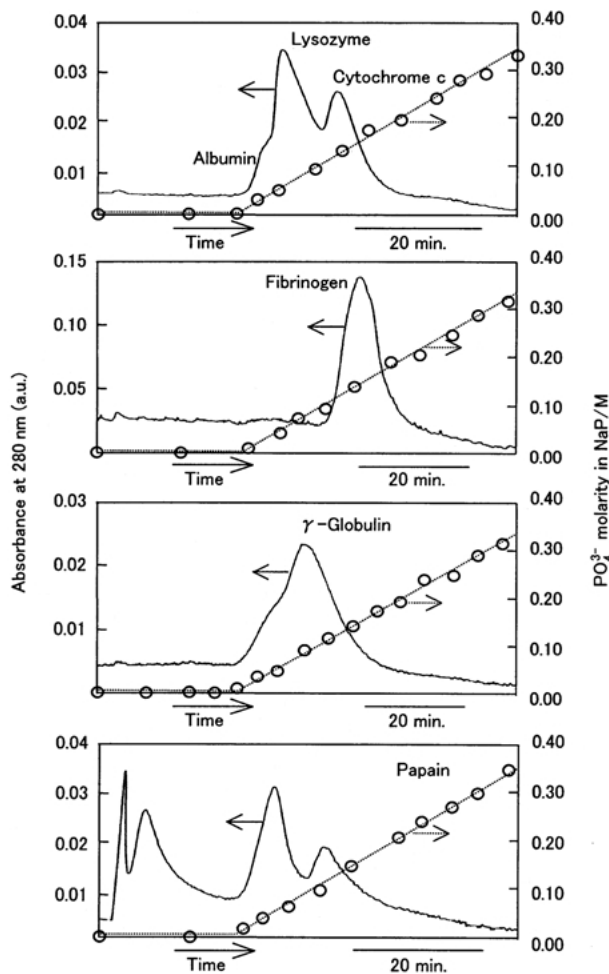 Absorbance at 280 nm (a.u.)
PO₄³⁻ molarity in NaP/M
0.04
0.03
0.02
0.01
0.40
0.30
0.20
0.10
0.00
Lysozyme
Cytochrome c
Albumin
Time
20 min.
0.15
0.10
0.05
0.40
0.30
0.20
0.10
0.00
Fibrinogen
Time
20 min.
0.03
0.02
0.01
0.40
0.30
0.20
0.10
0.00
γ-Globulin
Time
20 min.
0.04
0.03
0.02
0.01
0.40
0.30
0.20
0.10
0.00
Papain
Time
20 min.